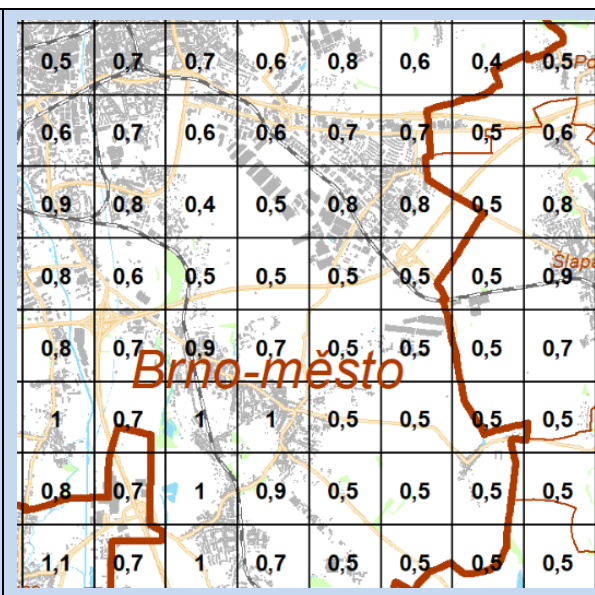 0,5 0,7 0,7 0,6 0,8 0,6 0,4 0,5 Po
0,6 0,7 0,6 0,6 0,7 0,7 0,5 0,6
0,9 0,8 0,4 0,5 0,8 0,8 0,5 0,8
Šlapa
0,8 0,6 0,5 0,5 0,5 0,5 0,5 0,9
0,8 0,7 0,9 0,7 0,5 0,5 0,5 0,7
Brno-město
1 0,7 1 1 0,5 0,5 0,5 0,5
0,8 0,7 1 0,9 0,5 0,5 0,5 0,5
1,1 0,7 1 0,7 0,5 0,5 0,5 0,5